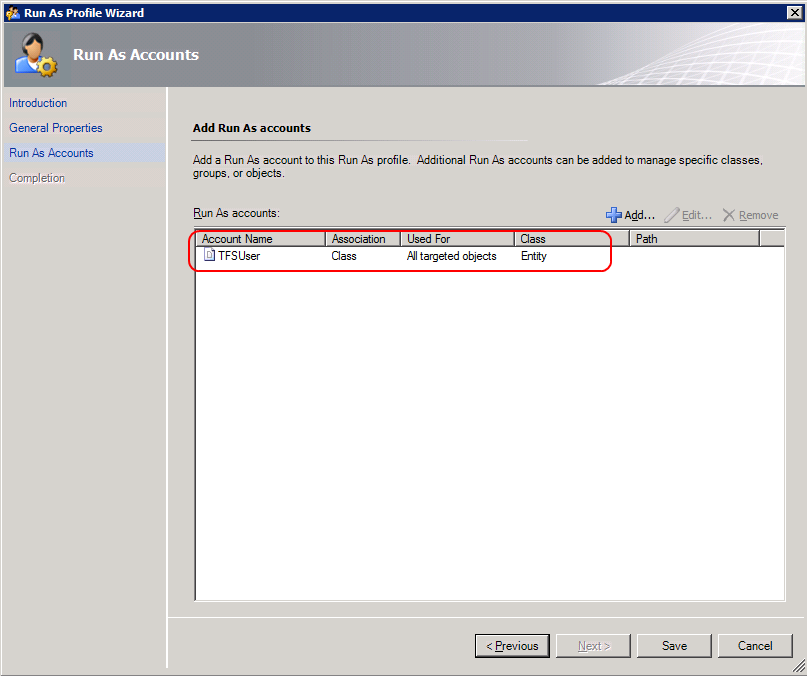 Run As Profile Wizard
Run As Accounts
Introduction
General Properties
Run As Accounts
Completion
Add Run As accounts
Add a Run As account to this Run As profile.  Additional Run As accounts can be added to manage specific classes,
groups, or objects.
Run As accounts:
Add... Edit... Remove
Account Name Association Used For Class Path
TFSUser Class All targeted objects Entity
< Previous Next > Save Cancel